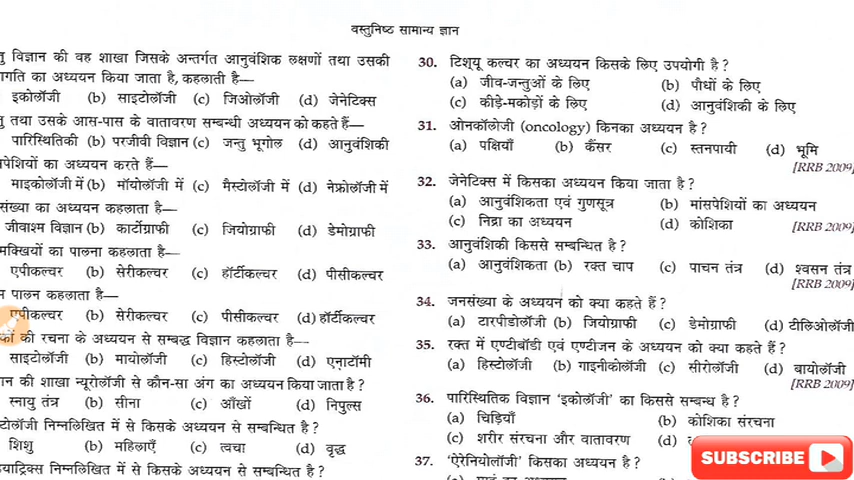 वस्तुनिष्ठ सामान्य ज्ञान
विज्ञान की वह शाखा जिसके अन्तर्गत आनुवंशिक लक्षणों तथा उसकी
का अध्ययन किया जाता है, कहलाती है—
इकोलॉजी (b) साइटोलॉजी (c) जिओलॉजी (d) जेनेटिक्स
तथा उसके आस-पास के वातावरण सम्बन्धी अध्ययन को कहते हैं—
पारिस्थितिकी (b) परजीवी विज्ञान (c) जन्तु भूगोल (d) आनुवंशिकी
का अध्ययन करते हैं—
माइकोलॉजी में (b) मॉयोलॉजी में (c) मैस्टोलॉजी में (d) नेफ्रोलॉजी में
का अध्ययन कहलाता है—
जीवाश्म विज्ञान (b) कार्टोग्राफी (c) जियोग्राफी (d) डेमोग्राफी
का पालना कहलाता है—
एपीकल्चर (b) सेरीकल्चर (c) हॉर्टीकल्चर (d) पीसीकल्चर
पालन कहलाता है—
एपीकल्चर (b) सेरीकल्चर (c) पीसीकल्चर (d) हॉर्टीकल्चर
की रचना के अध्ययन से सम्बद्ध विज्ञान कहलाता है—
साइटोलॉजी (b) मायोलॉजी (c) हिस्टोलॉजी (d) एनाटॉमी
की शाखा न्यूरोलॉजी से कौन-सा अंग का अध्ययन किया जाता है?
स्नायु तंत्र (b) सीना (c) आँखों (d) निपुल्स
निम्नलिखित में से किसके अध्ययन से सम्बन्धित है?
शिशु (b) महिलाएँ (c) त्वचा (d) वृद्ध
निम्नलिखित में से किसके अध्ययन से सम्बन्धित है?
30. टिश्यू कल्चर का अध्ययन किसके लिए उपयोगी है?
(a) जीव-जन्तुओं के लिए (b) पौधों के लिए
(c) कीड़े-मकोड़ों के लिए (d) आनुवंशिकी के लिए
31. ओनकॉलोजी (oncology) किनका अध्ययन है?
(a) पक्षियाँ (b) कैंसर (c) स्तनपायी (d) भूमि
[RRB 2009]
32. जेनेटिक्स में किसका अध्ययन किया जाता है?
(a) आनुवंशिकता एवं गुणसूत्र (b) मांसपेशियों का अध्ययन
(c) निद्रा का अध्ययन (d) कोशिका [RRB 2009]
33. आनुवंशिकी किससे सम्बन्धित है?
(a) आनुवंशिकता (b) रक्त चाप (c) पाचन तंत्र (d) श्वसन तंत्र
[RRB 2009]
34. जनसंख्या के अध्ययन को क्या कहते हैं?
(a) टारपीडोलॉजी (b) जियोग्राफी (c) डेमोग्राफी (d) टीलिओलॉजी
35. रक्त में एण्टीबॉडी एवं एण्टीजन के अध्ययन को क्या कहते हैं?
(a) हिस्टोलॉजी (b) गाइनीकोलॉजी (c) सीरोलॉजी (d) बायोलॉजी
[RRB 2009]
36. पारिस्थितिक विज्ञान ‘इकोलॉजी’ का किससे सम्बन्ध है?
(a) चिड़ियाँ (b) कोशिका संरचना
(c) शरीर संरचना और वातावरण (d)
37. ‘ऐरेनियोलॉजी’ किसका अध्ययन है?
SUBSCRIBE